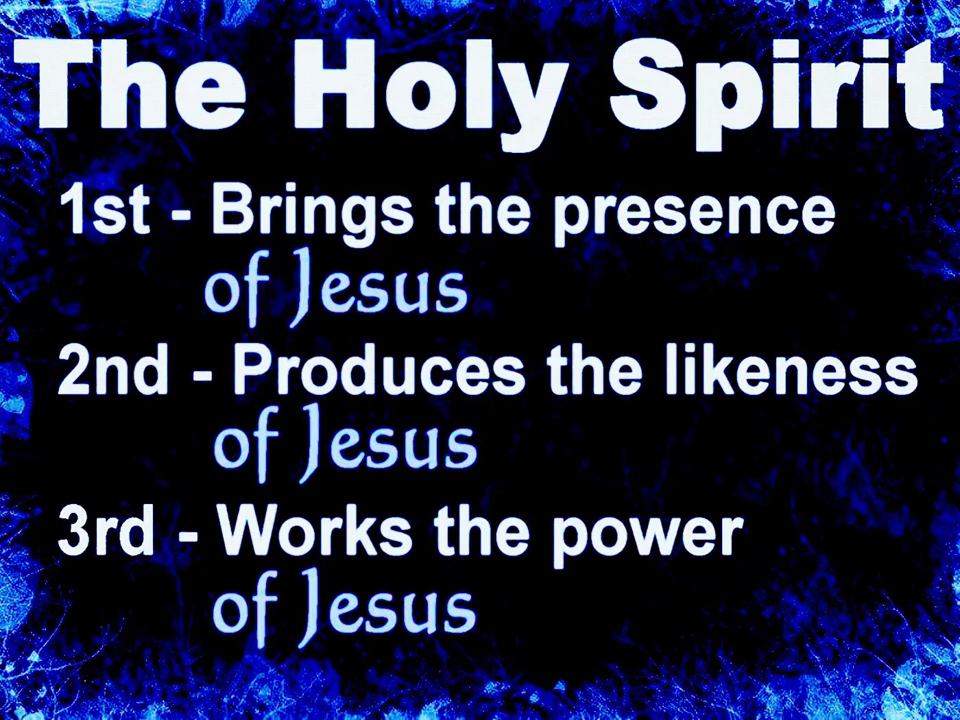 The Holy Spirit
1st - Brings the presence
of Jesus
2nd - Produces the likeness
of Jesus
3rd - Works the power
of Jesus